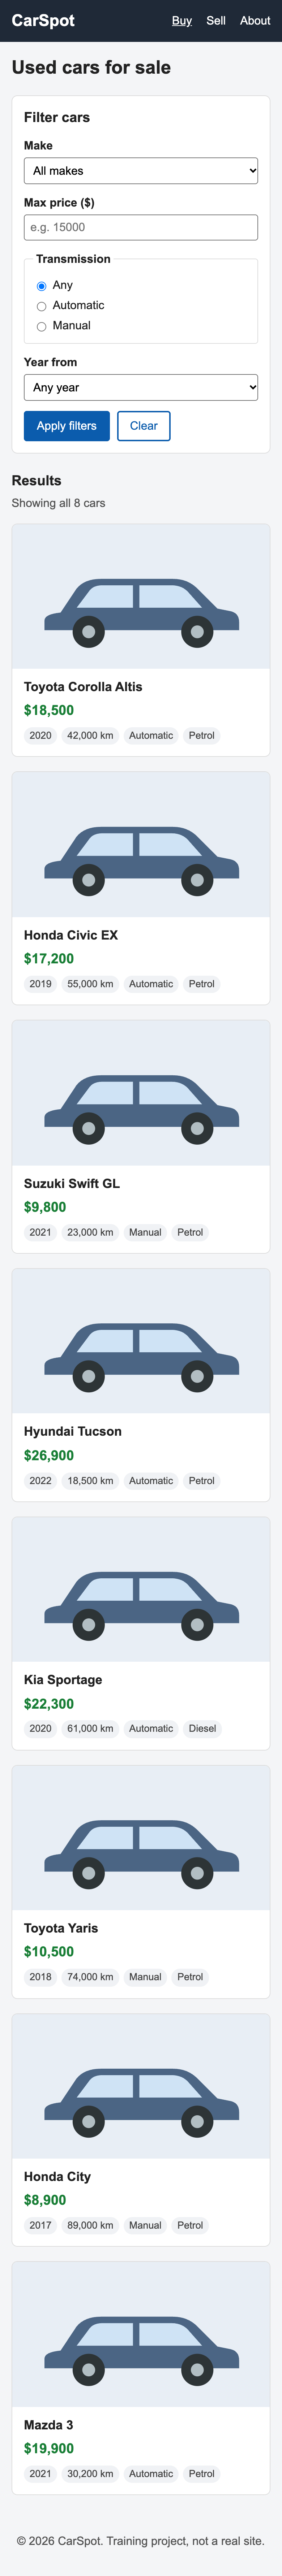 CarSpot Buy Sell About
Used cars for sale
Filter cars
Make
All makes
Max price ($)
e.g. 15000
Transmission
Any
Automatic
Manual
Year from
Any year
Apply filters Clear
Results
Showing all 8 cars
Toyota Corolla Altis
$18,500
2020 42,000 km Automatic Petrol
Honda Civic EX
$17,200
2019 55,000 km Automatic Petrol
Suzuki Swift GL
$9,800
2021 23,000 km Manual Petrol
Hyundai Tucson
$26,900
2022 18,500 km Automatic Petrol
Kia Sportage
$22,300
2020 61,000 km Automatic Diesel
Toyota Yaris
$10,500
2018 74,000 km Manual Petrol
Honda City
$8,900
2017 89,000 km Manual Petrol
Mazda 3
$19,900
2021 30,200 km Automatic Petrol
© 2026 CarSpot. Training project, not a real site.